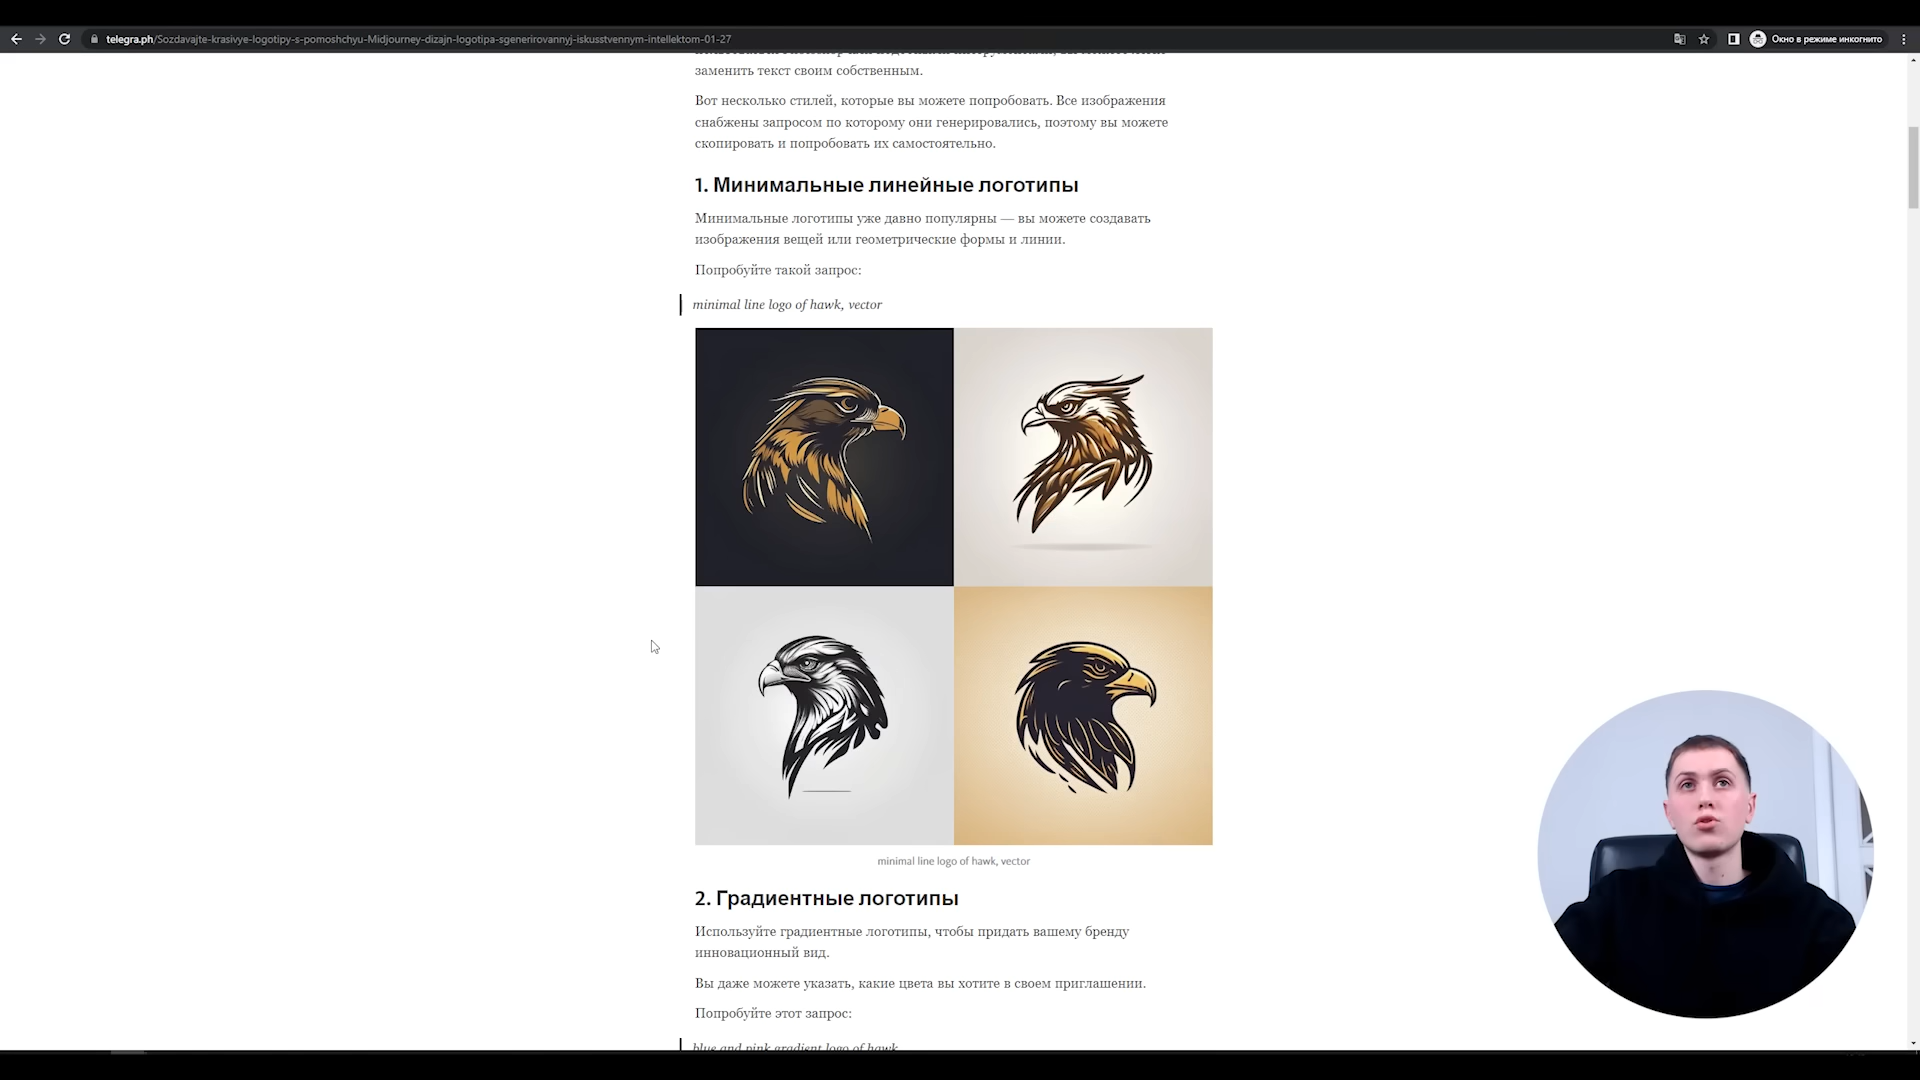 telegra.ph/Sozdavajte-krasivye-logotipy-s-pomoshchyu-Midjourney-dizajn-logotipa-sgenerirovannyj-iskusstvennym-intellektom-01-27
Окно в режиме инкогнито
заменить текст своим собственным.
Вот несколько стилей, которые вы можете попробовать. Все изображения
снабжены запросом по которому они генерировались, поэтому вы можете
скопировать и попробовать их самостоятельно.
1. Минимальные линейные логотипы
Минимальные логотипы уже давно популярны — вы можете создавать
изображения вещей или геометрические формы и линии.
Попробуйте такой запрос:
minimal line logo of hawk, vector
minimal line logo of hawk, vector
2. Градиентные логотипы
Используйте градиентные логотипы, чтобы придать вашему бренду
инновационный вид.
Вы даже можете указать, какие цвета вы хотите в своем приглашении.
Попробуйте этот запрос:
blue and pink gradient logo of hawk